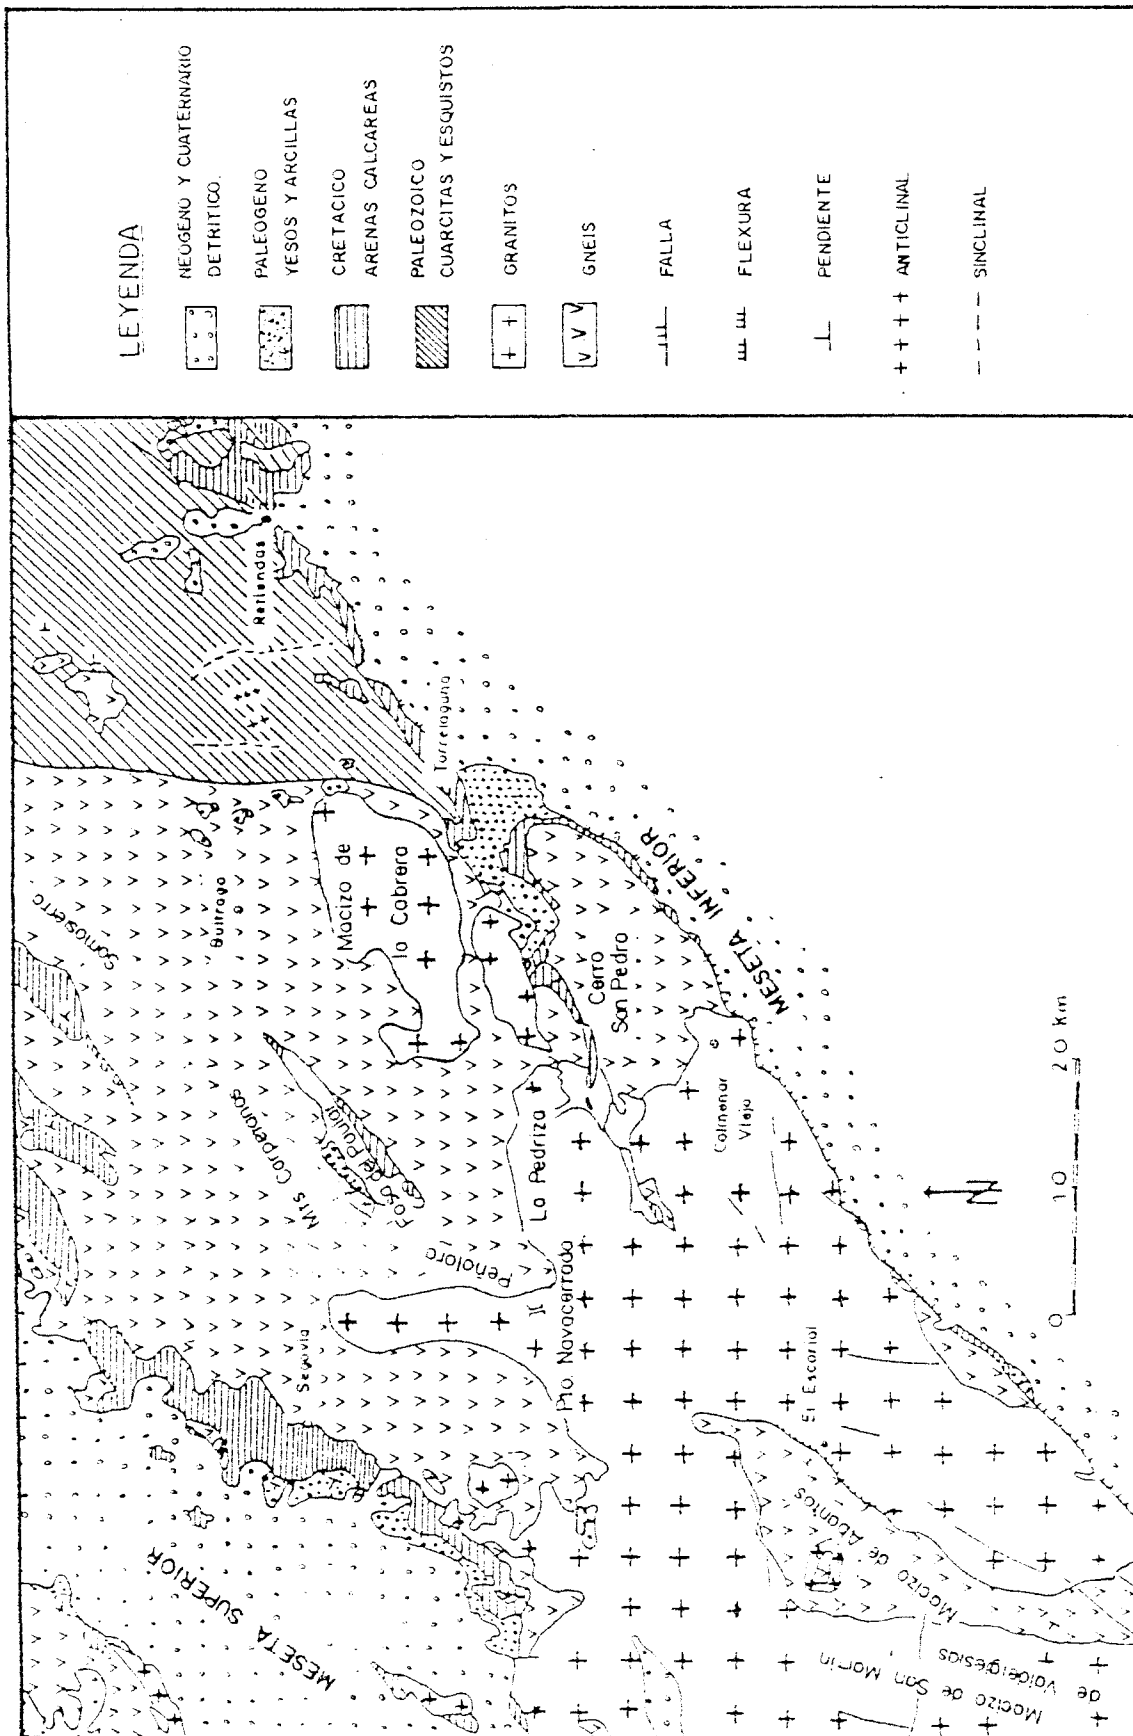 LEYENDA
NEOGENO Y CUATERNARIO
DETRITICO.
PALEOGENO
YESOS Y ARCILLAS
CRETACICO
ARENAS CALCAREAS
PALEOZOICO
CUARCITAS Y ESQUISTOS
GRANITOS
GNEIS
FALLA
FLEXURA
PENDIENTE
ANTICLINAL
SINCLINAL
Retiendas
Torrelaguna
Somosierra
Buitrago
Macizo de
la Cabrera
Mts Carpetanos
Fosa del Paular
Cerro
San Pedro
MESETA INFERIOR
La Pedriza
Colmenar
Viejo
Peñalara
Segovia
Pto. Navacerrada
El Escorial
MESETA SUPERIOR
Macizo de Abantos
Macizo de San Martin
de Valdeiglesias
N
0 10 20 Km